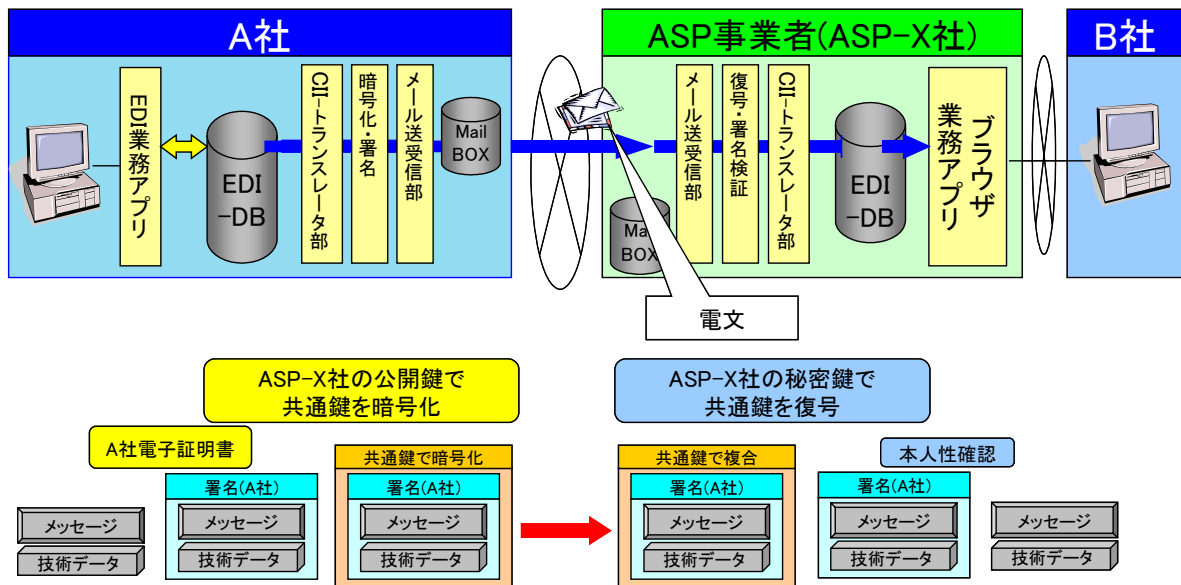 A社
ASP事業者(ASP-X社)
B社
EDI業務アプリ
EDI
-DB
CII-トランスレータ部
暗号化・署名
メール送受信部
Mail
BOX
メール送受信部
復号・署名検証
CII-トランスレータ部
EDI
-DB
ブラウザ
業務アプリ
Mai
BOX
電文
ASP-X社の公開鍵で
共通鍵を暗号化
ASP-X社の秘密鍵で
共通鍵を復号
A社電子証明書
共通鍵で暗号化
共通鍵で複合
本人性確認
署名(A社)
署名(A社)
署名(A社)
署名(A社)
メッセージ
メッセージ
メッセージ
メッセージ
メッセージ
メッセージ
技術データ
技術データ
技術データ
技術データ
技術データ
技術データ